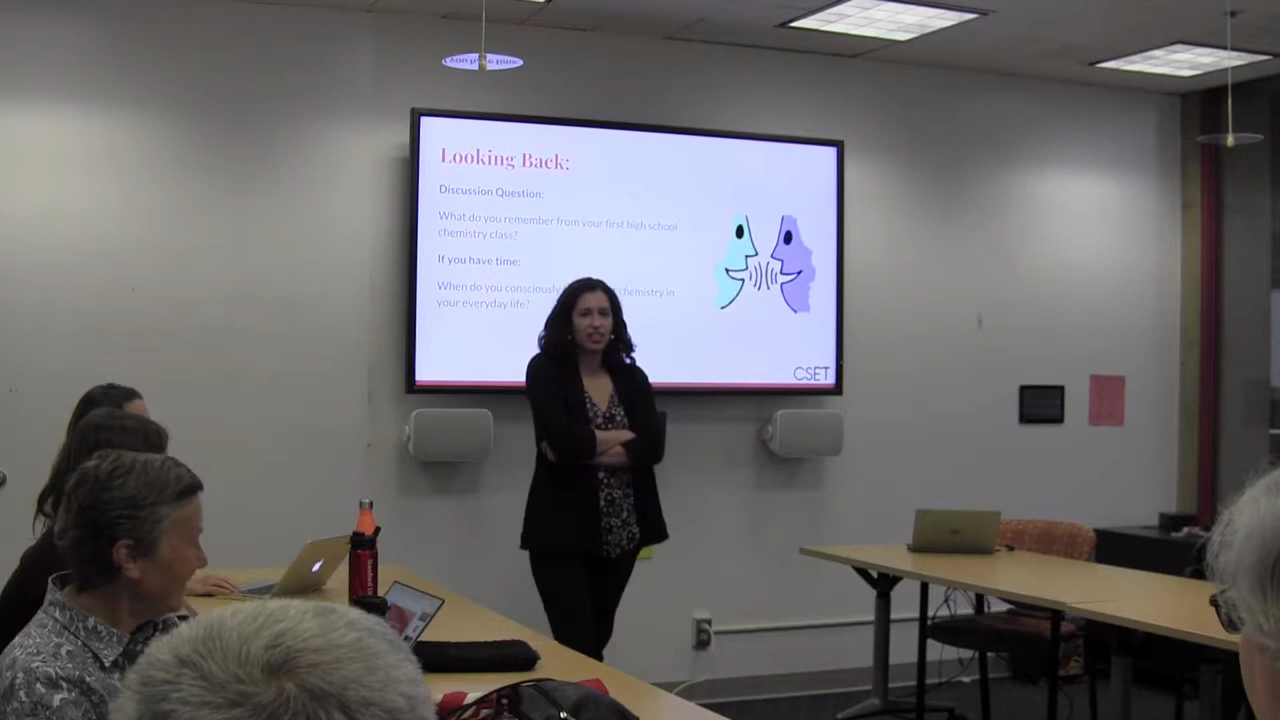 Looking Back:
Discussion Question:
What do you remember from your first high school
chemistry class?
If you have time:
When do you consciously chemistry in
your everyday life?
CSET
Stanford